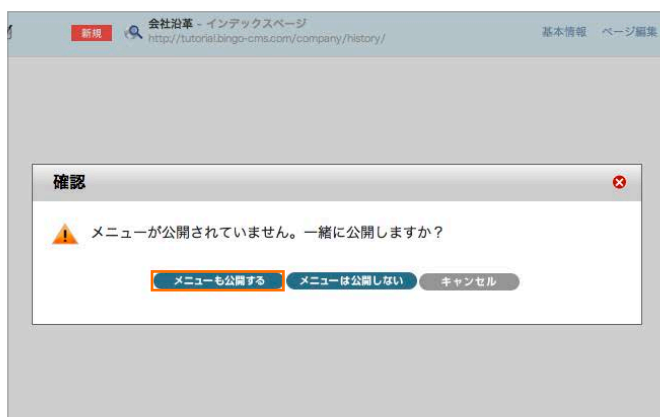 新規
会社沿革 - インデックスページ
http://tutorial.bingo-cms.com/company/history/
基本情報 ページ編集
確認
メニューが公開されていません。一緒に公開しますか？
メニューも公開する メニューは公開しない キャンセル